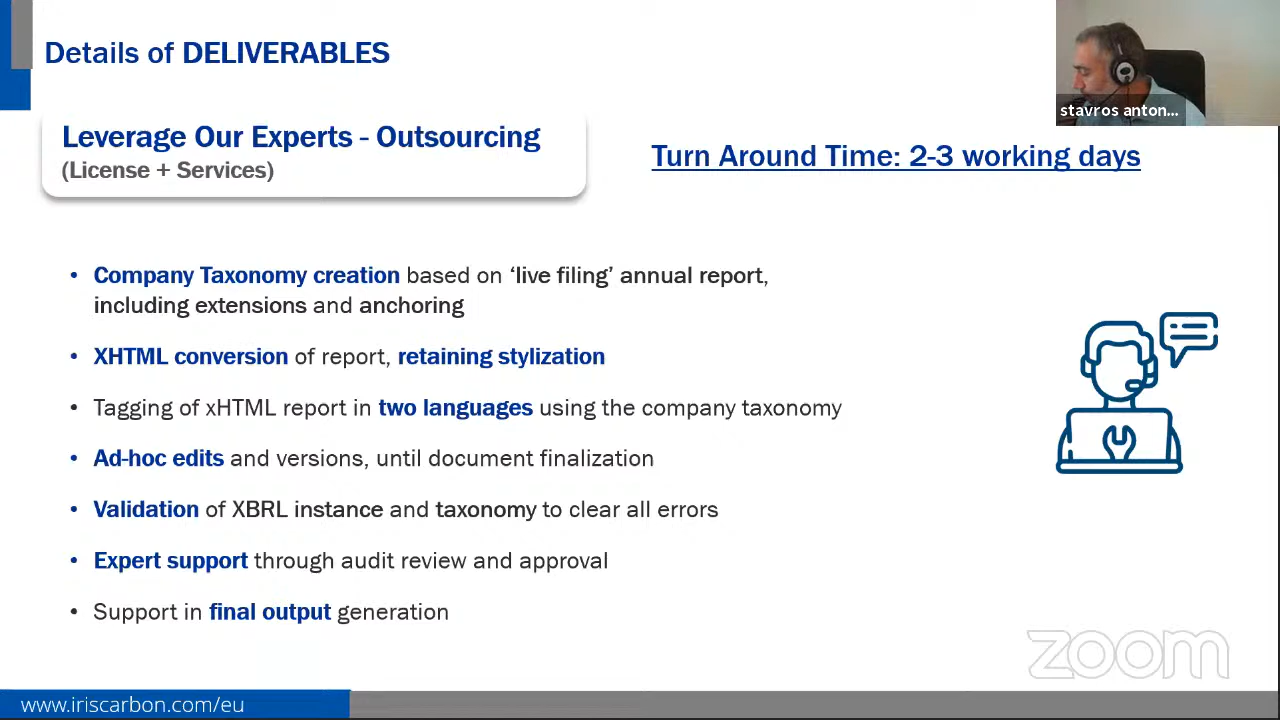 Details of DELIVERABLES
stavros anton...
Leverage Our Experts - Outsourcing
(License + Services)
Turn Around Time: 2-3 working days
• Company Taxonomy creation based on ‘live filing’ annual report,
including extensions and anchoring
• XHTML conversion of report, retaining stylization
• Tagging of xHTML report in two languages using the company taxonomy
• Ad-hoc edits and versions, until document finalization
• Validation of XBRL instance and taxonomy to clear all errors
• Expert support through audit review and approval
• Support in final output generation
zoom
www.iriscarbon.com/eu